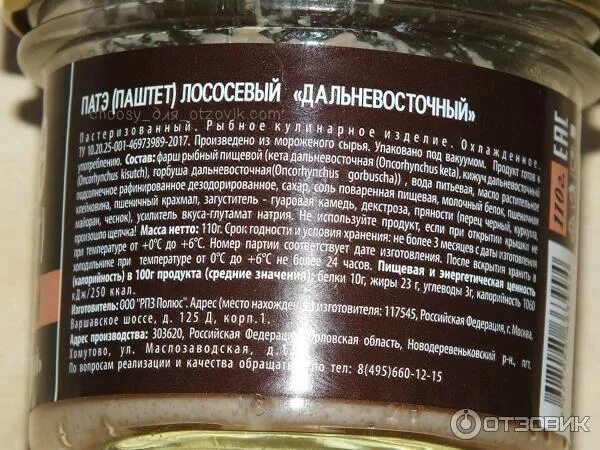 ПАТЭ (ПАШТЕТ) ЛОСОСЕВЫЙ «ДАЛЬНЕВОСТОЧНЫЙ»
choosy_для_otzovik.com
Пастеризованный. Рыбное кулинарное изделие. Охлажденное.
ТУ 10.20.25-001-46973989-2017. Произведено из мороженого сырья. Упаковано под вакуумом. Продукт готов к
употреблению. Состав: фарш рыбный пищевой (кета дальневосточная (Oncorhynchus keta), кижуч дальневосточный
(Oncorhynchus kisutch), горбуша дальневосточная(Oncorhynchus gorbuscha)) , вода питьевая, масло растительное
подсолнечное рафинированное дезодорированное, сахар, соль поваренная пищевая, молочный белок, пшеничная
клейковина, пшеничный крахмал, загуститель - гуаровая камедь, декстроза, пряности (перец черный, куркума,
майоран, чеснок), усилитель вкуса-глутамат натрия. Не используйте продукт, если при открытии крышки не
произошло щелчка! Масса нетто: 110г. Срок годности и условия хранения: не более 3 месяцев с даты изготовления
при температуре от +0°С до +6°С. Номер партии соответствует дате изготовления. После вскрытия хранить в
холодильнике при температуре от 0°С до +6°С не более 24 часов. Пищевая и энергетическая ценность
(калорийность) в 100г продукта (средние значения): белки 10г, жиры 23 г, углеводы 3г, калорийность 1060
кДж/250 ккал.
Изготовитель: ООО "РПЗ Полюс". Адрес (место нахождения) изготовителя: 117545, Российская Федерация, г. Москва,
Варшавское шоссе, д. 125 Д, корп.1.
Адрес производства: 303620, Российская Федерация, Орловская область, Новодеревеньковский р-н, пгт.
Хомутово, ул. Маслозаводская, д.
По вопросам реализации и качества обращаться по тел: 8(495)660-12-15
110г.
EAC
ОТЗОВИК